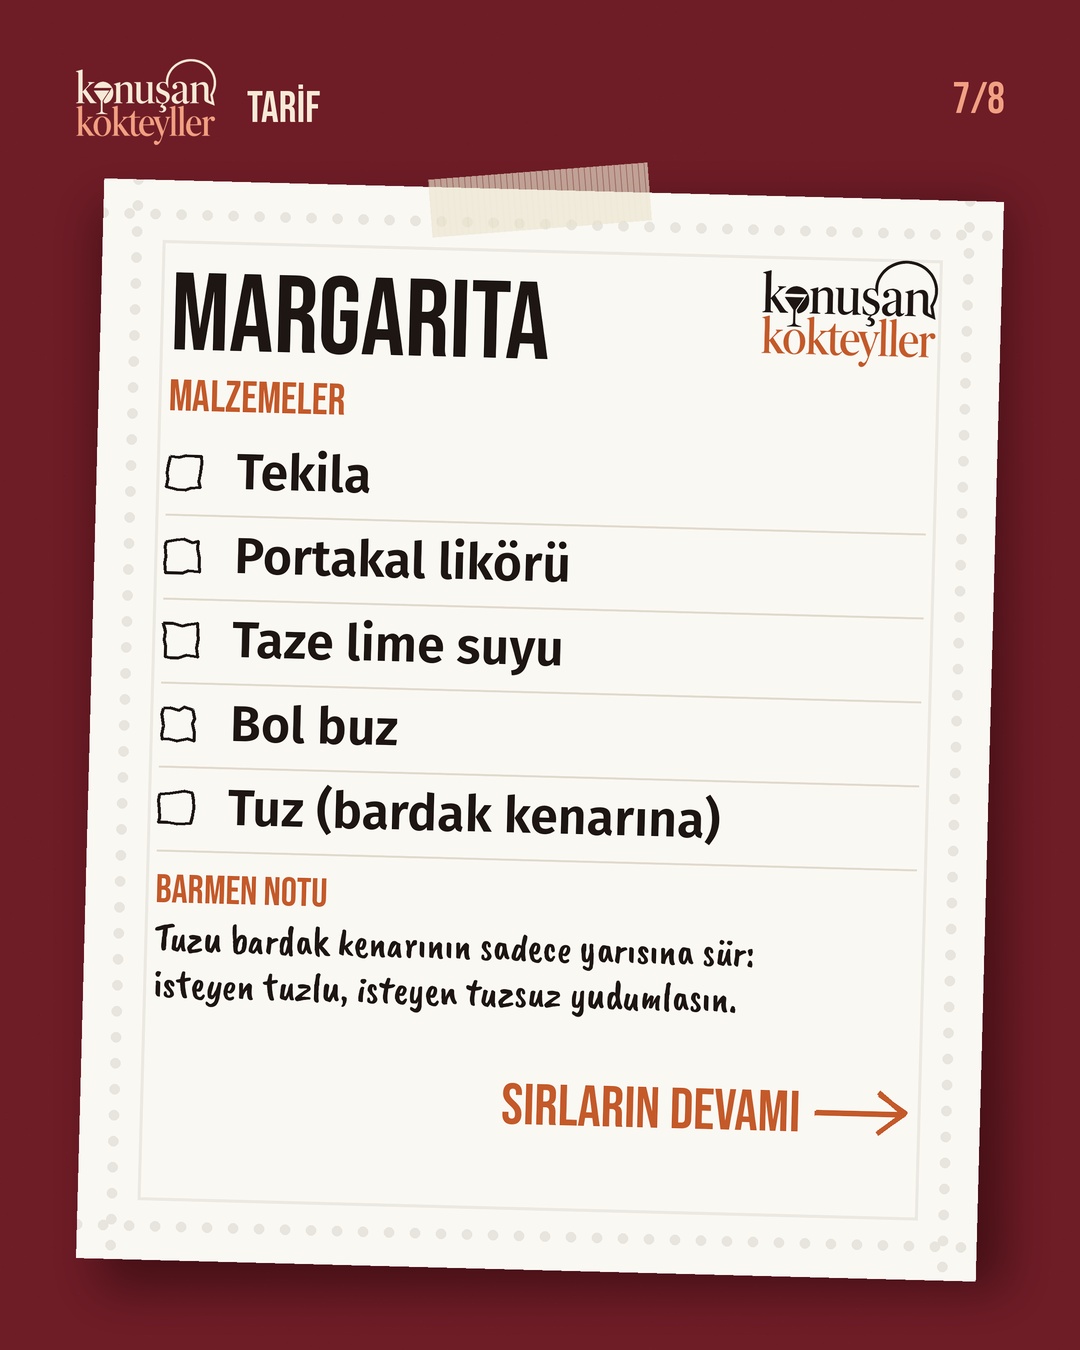 konuşan
kokteyller
TARİF
7/8
MARGARITA
konuşan
kokteyller
MALZEMELER
Tekila
Portakal likörü
Taze lime suyu
Bol buz
Tuz (bardak kenarına)
BARMEN NOTU
Tuzu bardak kenarının sadece yarısına sür:
isteyen tuzlu, isteyen tuzsuz yudumlasın.
SIRLARIN DEVAMI